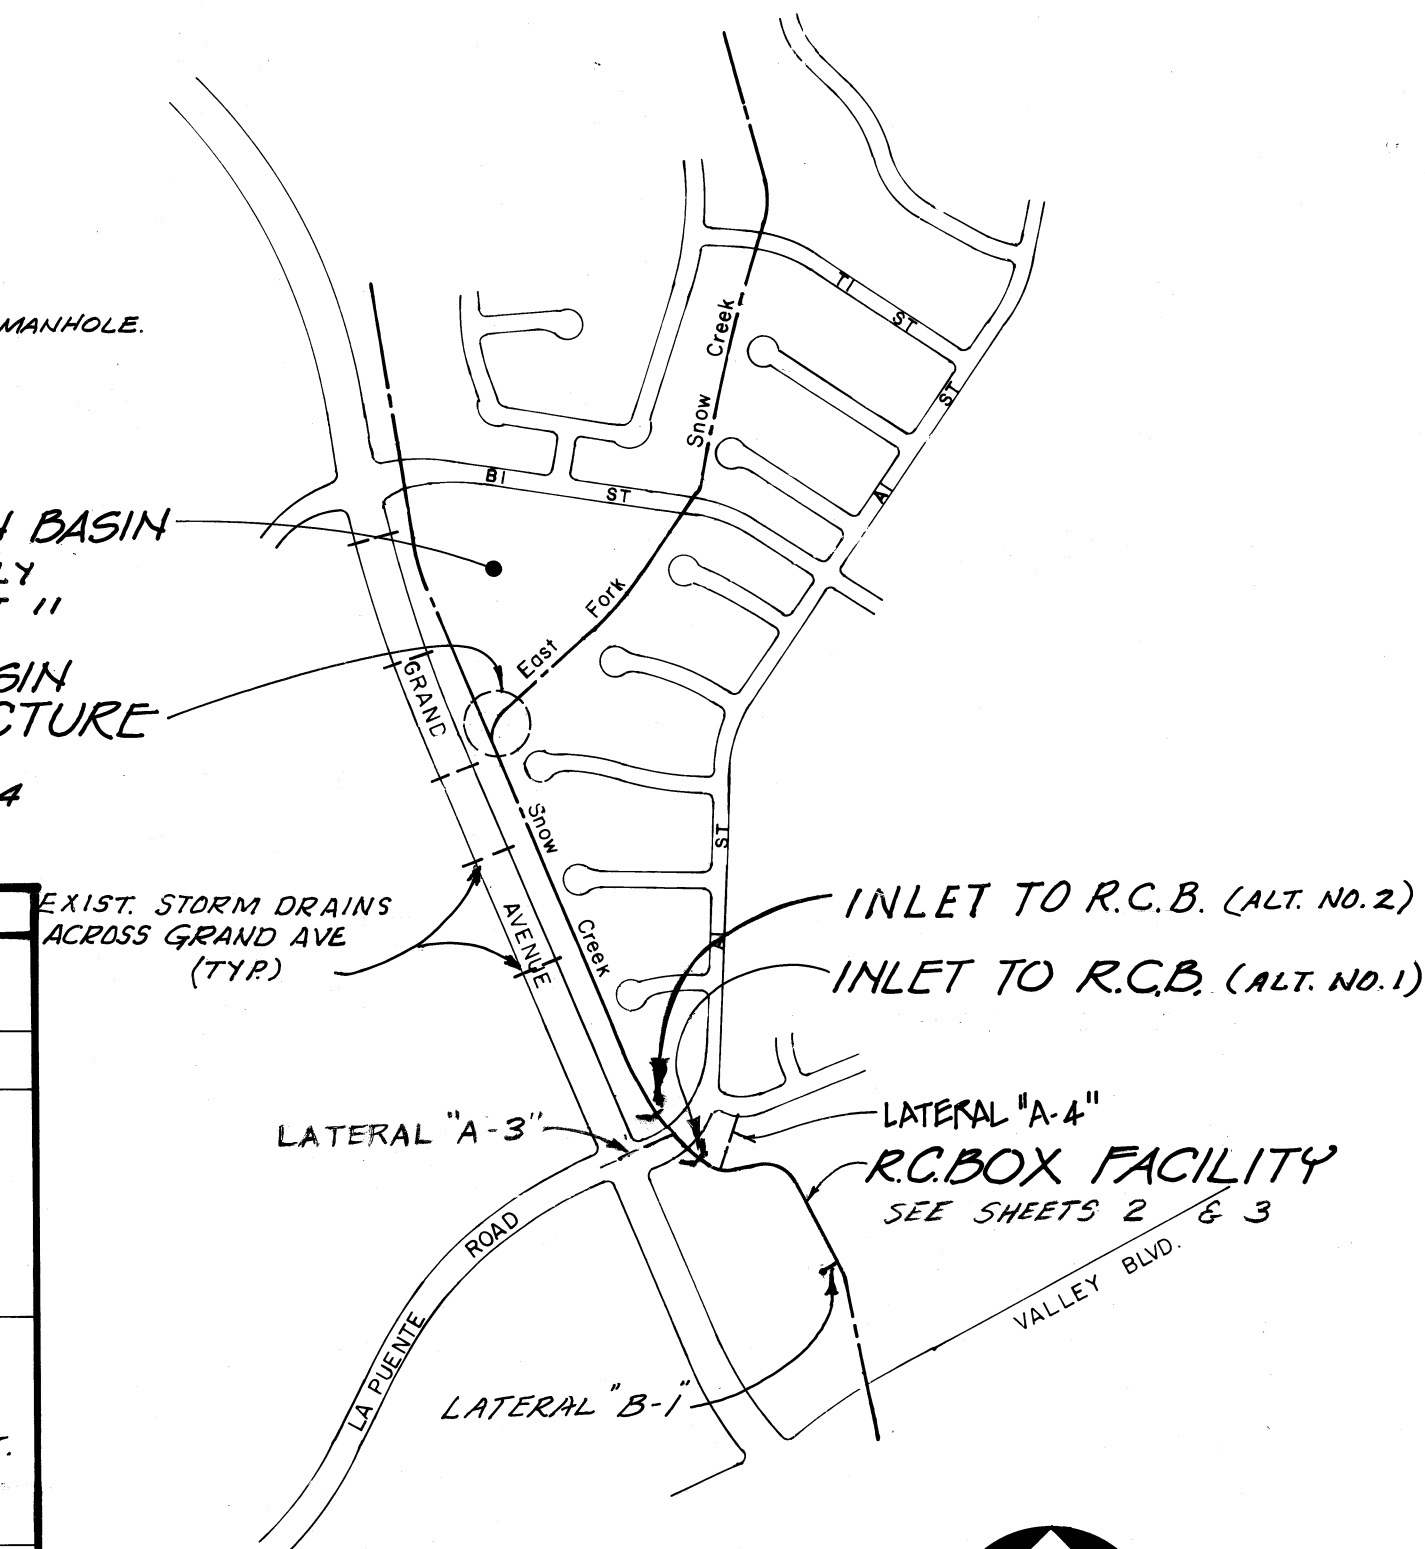 MANHOLE.
TI ST
Snow Creek
ST
AI
BI ST
BASIN
LY
" 
East Fork
SIN
CTURE
GRAND
4
Snow
ST
EXIST. STORM DRAINS
ACROSS GRAND AVE
(TYP.)
AVENUE
Creek
AI
INLET TO R.C.B. (ALT. NO. 2)
INLET TO R.C.B. (ALT. NO. 1)
LATERAL "A-3"
LATERAL "A-4"
R.C.BOX FACILITY
SEE SHEETS 2 & 3
ROAD
VALLEY BLVD.
LA PUENTE
LATERAL "B-1"
T.